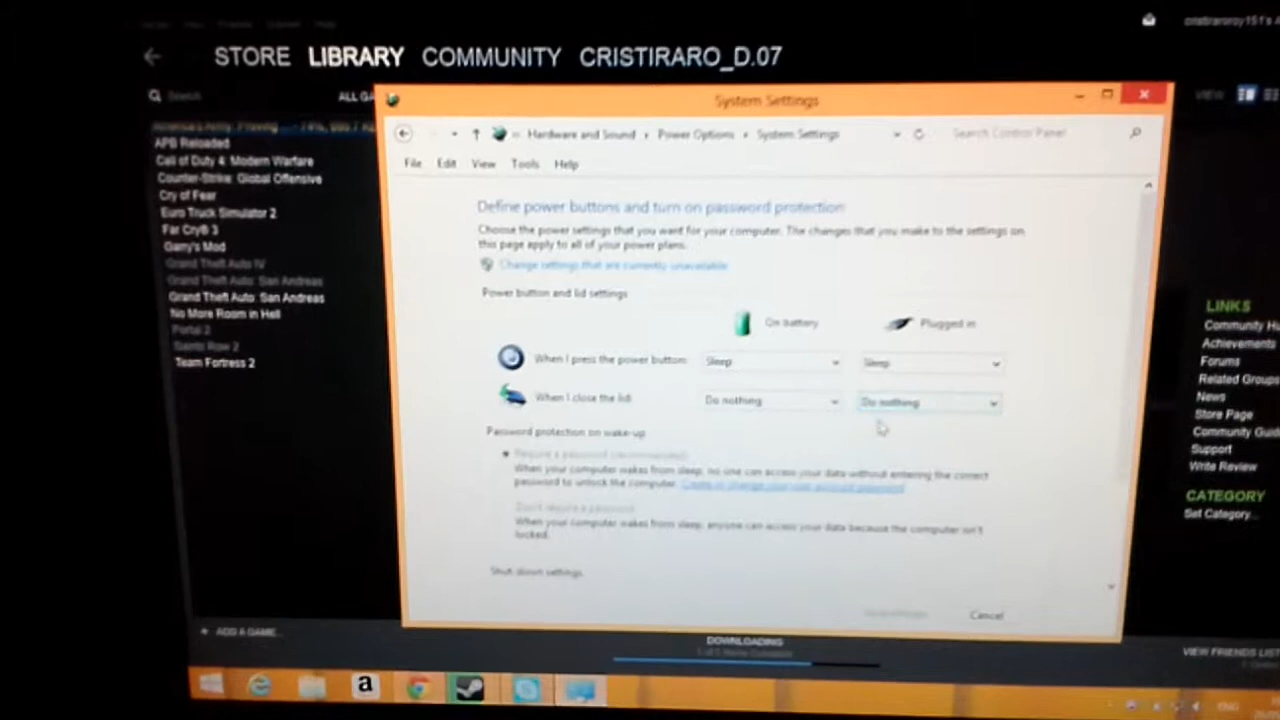 cristiraroroy151's
STORE LIBRARY COMMUNITY CRISTIRARO_D.07
Search
ALL GA
VIEW
System Settings
Hardware and Sound › Power Options › System Settings
Search Control Panel
File Edit View Tools Help
APB Reloaded
Call of Duty 4: Modern Warfare
Counter-Strike: Global Offensive
Cry of Fear
Euro Truck Simulator 2
Far Cry® 3
Garry's Mod
Grand Theft Auto IV
Grand Theft Auto: San Andreas
Grand Theft Auto: San Andreas
No More Room in Hell
Portal 2
Saints Row 2
Team Fortress 2
Define power buttons and turn on password protection
Choose the power settings that you want for your computer. The changes that you make to the settings on
this page apply to all of your power plans.
Change settings that are currently unavailable
Power button and lid settings
On battery Plugged in
When I press the power button: Sleep Sleep
When I close the lid: Do nothing Do nothing
Password protection on wake-up
Require a password (recommended)
When your computer wakes from sleep, no one can access your data without entering the correct
password to unlock the computer. Create or change your user account password
Don't require a password
When your computer wakes from sleep, anyone can access your data because the computer isn't
locked.
Shut-down settings
Cancel
LINKS
Community H
Achievements
Forums
Related Groups
News
Store Page
Community Guid
Support
Write Review
CATEGORY
Set Category...
+ ADD A GAME...
DOWNLOADING
VIEW FRIENDS LIST
a
ENG